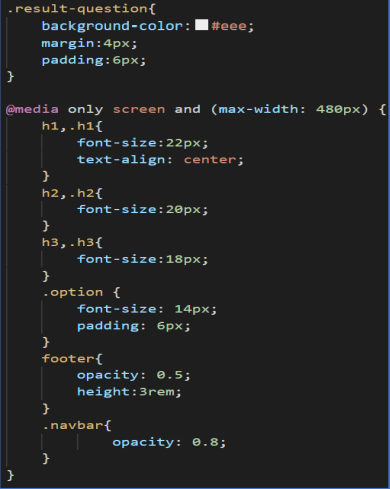 .result-question{
    background-color: #eee;
    margin:4px;
    padding:6px;
}

@media only screen and (max-width: 480px) {
    h1,.h1{
        font-size:22px;
        text-align: center;
    }
    h2,.h2{
        font-size:20px;
    }
    h3,.h3{
        font-size:18px;
    }
    .option {
        font-size: 14px;
        padding: 6px;
    }
    footer{
        opacity: 0.5;
        height:3rem;
    }
    .navbar{
            opacity: 0.8;
    }
}